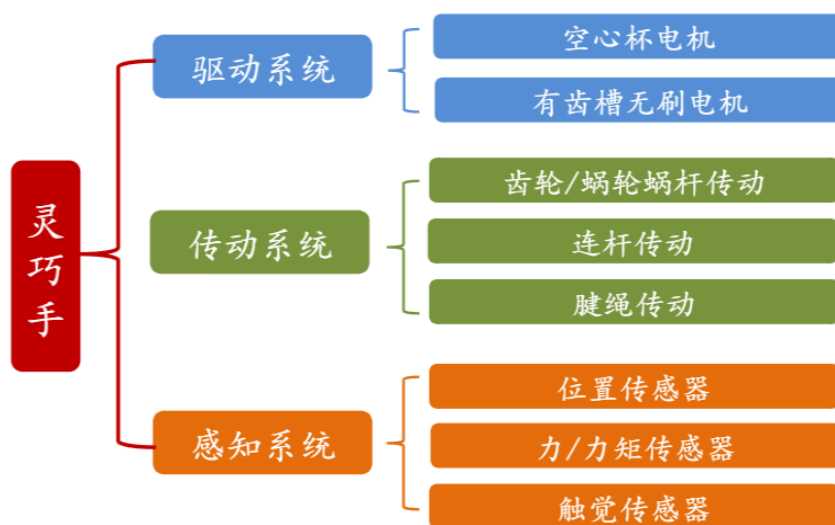 灵巧手
驱动系统
空心杯电机
有齿槽无刷电机
传动系统
齿轮/蜗轮蜗杆传动
连杆传动
腱绳传动
感知系统
位置传感器
力/力矩传感器
触觉传感器